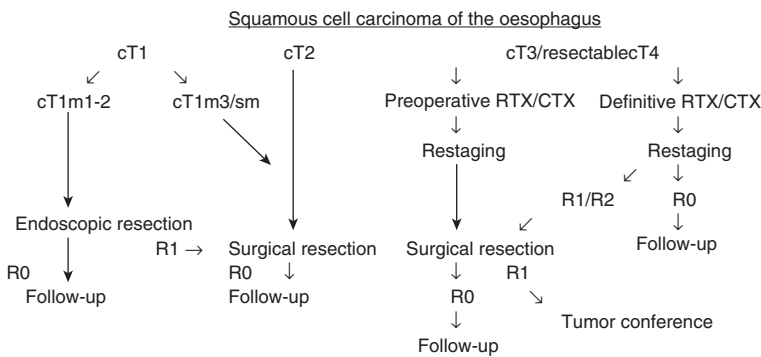 Squamous cell carcinoma of the oesophagus
cT1 cT2 cT3/resectablecT4
cT1m1-2 cT1m3/sm Preoperative RTX/CTX Definitive RTX/CTX
Restaging Restaging
R1/R2 R0
Endoscopic resection
R1 → Surgical resection Surgical resection Follow-up
R0 R0 R1
Follow-up Follow-up R0
Tumor conference
Follow-up